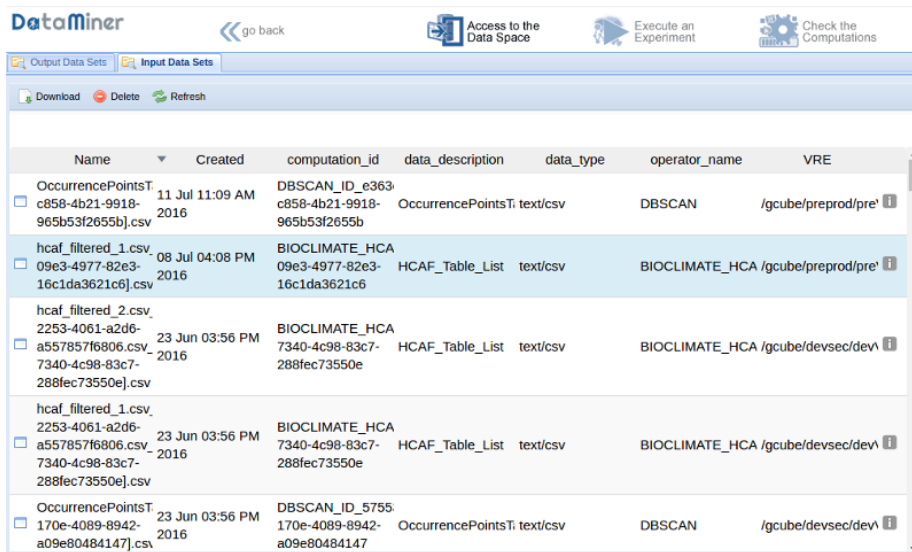 DataMiner
go back
Access to the
Data Space
Execute an
Experiment
Check the
Computations
Output Data Sets
Input Data Sets
Download
Delete
Refresh
Name
Created
computation_id
data_description
data_type
operator_name
VRE
OccurrencePointsT
c858-4b21-9918-
965b53f2655b].csv
11 Jul 11:09 AM
2016
DBSCAN_ID_e363
c858-4b21-9918-
965b53f2655b
OccurrencePointsT
text/csv
DBSCAN
/gcube/preprod/pre
hcaf_filtered_1.csv_
09e3-4977-82e3-
16c1da3621c6].csv
08 Jul 04:08 PM
2016
BIOCLIMATE_HCA
09e3-4977-82e3-
16c1da3621c6
HCAF_Table_List
text/csv
BIOCLIMATE_HCA
/gcube/preprod/pre
hcaf_filtered_2.csv_
2253-4061-a2d6-
a557857f6806.csv_
7340-4c98-83c7-
288fec73550e].csv
23 Jun 03:56 PM
2016
BIOCLIMATE_HCA
7340-4c98-83c7-
288fec73550e
HCAF_Table_List
text/csv
BIOCLIMATE_HCA
/gcube/devsec/dev
hcaf_filtered_1.csv_
2253-4061-a2d6-
a557857f6806.csv_
7340-4c98-83c7-
288fec73550e].csv
23 Jun 03:56 PM
2016
BIOCLIMATE_HCA
7340-4c98-83c7-
288fec73550e
HCAF_Table_List
text/csv
BIOCLIMATE_HCA
/gcube/devsec/dev
OccurrencePointsT
170e-4089-8942-
a09e80484147].csv
23 Jun 03:56 PM
2016
DBSCAN_ID_5755
170e-4089-8942-
a09e80484147
OccurrencePointsT
text/csv
DBSCAN
/gcube/devsec/dev